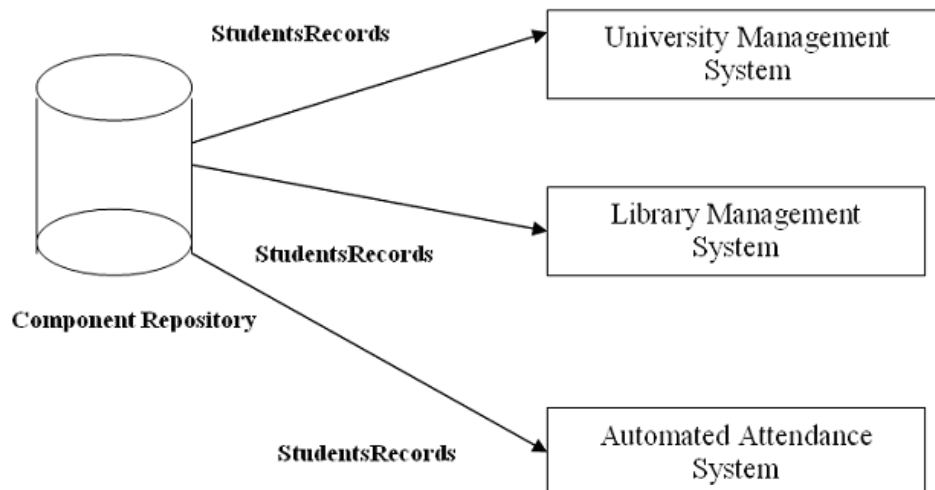 StudentsRecords
University Management
System
Library Management
System
StudentsRecords
Component Repository
Automated Attendance
System
StudentsRecords